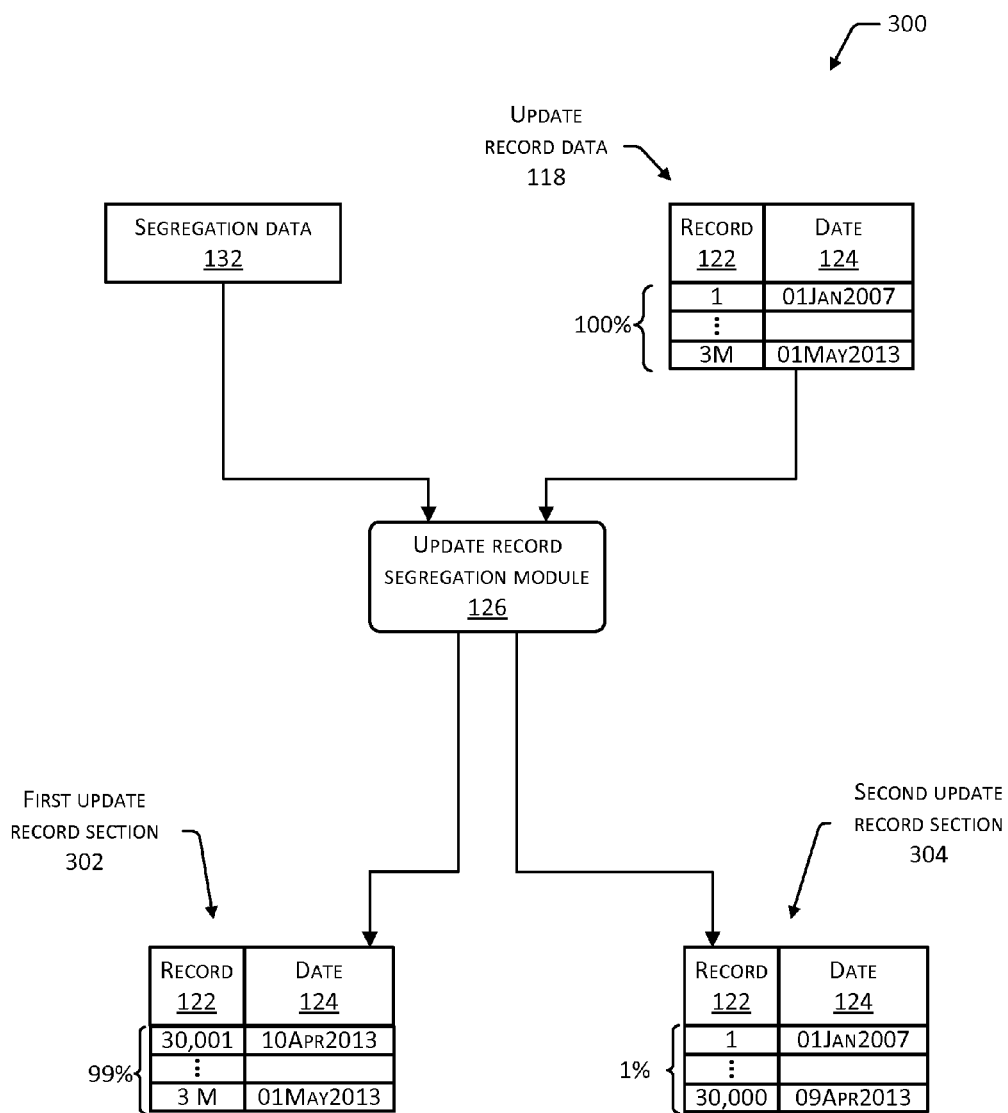 300
UPDATE
RECORD DATA
118
SEGREGATION DATA
132
RECORD DATE
122 124
1 01JAN2007
⋮
3M 01MAY2013
100%
UPDATE RECORD
SEGREGATION MODULE
126
FIRST UPDATE
RECORD SECTION
302
RECORD DATE
122 124
30,001 10APR2013
⋮
3 M 01MAY2013
99%
SECOND UPDATE
RECORD SECTION
304
RECORD DATE
122 124
1 01JAN2007
⋮
30,000 09APR2013
1%